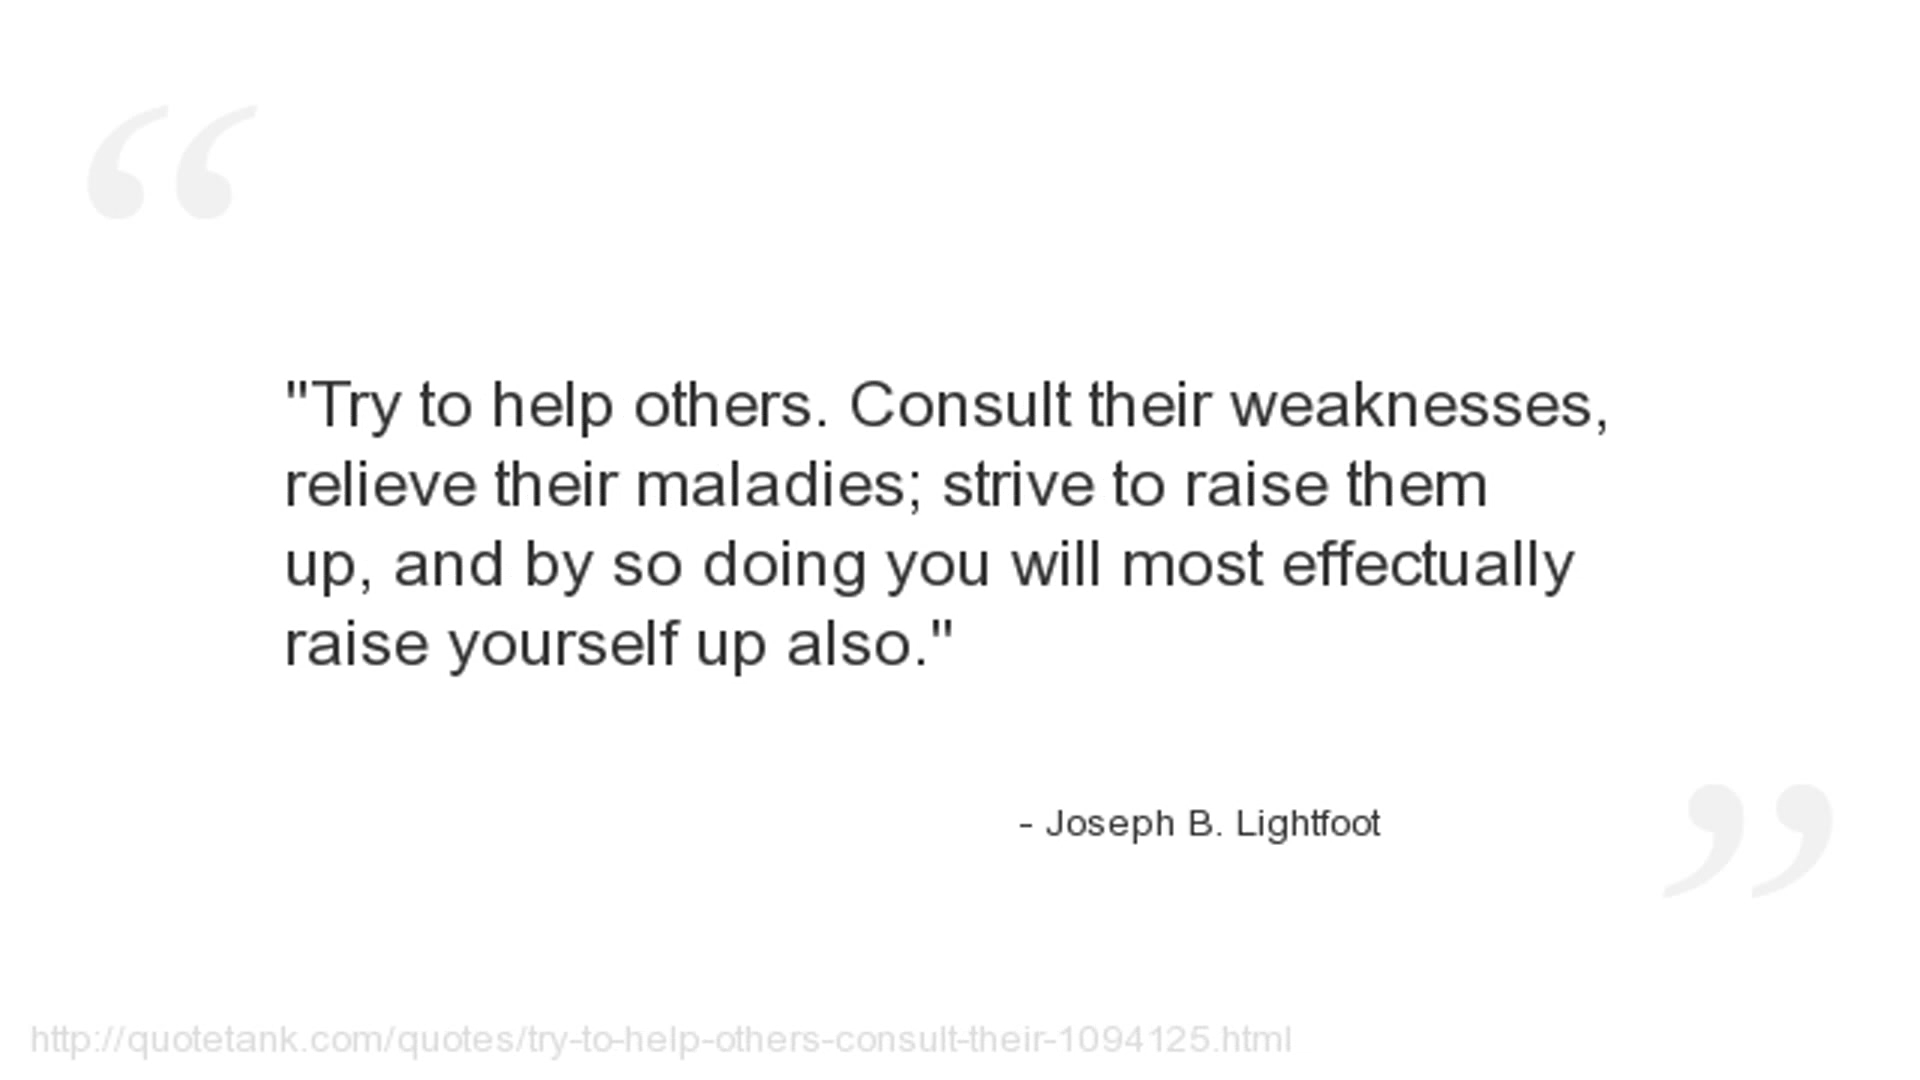 "Try to help others. Consult their weaknesses,
relieve their maladies; strive to raise them
up, and by so doing you will most effectually
raise yourself up also."
- Joseph B. Lightfoot
http://quotetank.com/quotes/try-to-help-others-consult-their-1094125.html